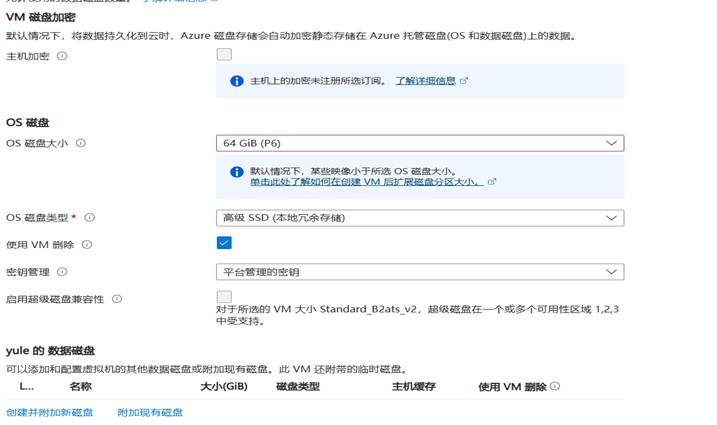 VM 磁盘加密
默认情况下，将数据持久化到云时，Azure 磁盘存储会自动加密静态存储在 Azure 托管磁盘(OS 和数据磁盘)上的数据。
主机加密
主机上的加密未注册所选订阅。 了解详细信息
OS 磁盘
OS 磁盘大小
64 GiB (P6)
默认情况下，某些映像小于所选 OS 磁盘大小。
单击此处了解如何在创建 VM 后扩展磁盘分区大小。
OS 磁盘类型 *
高级 SSD (本地冗余存储)
使用 VM 删除
密钥管理
平台管理的密钥
启用超级磁盘兼容性
对于所选的 VM 大小 Standard_B2ats_v2，超级磁盘在一个或多个可用性区域 1,2,3
中受支持。
yule 的 数据磁盘
可以添加和配置虚拟机的其他数据磁盘或附加现有磁盘。此 VM 还附带的临时磁盘。
L... 名称 大小(GiB) 磁盘类型 主机缓存 使用 VM 删除
创建并附加新磁盘 附加现有磁盘